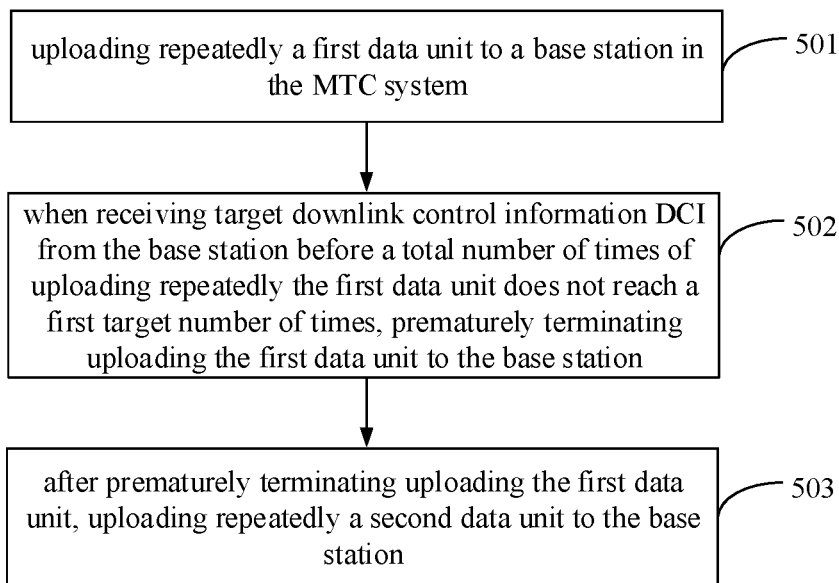 uploading repeatedly a first data unit to a base station in
the MTC system
501
when receiving target downlink control information DCI
from the base station before a total number of times of
uploading repeatedly the first data unit does not reach a
first target number of times, prematurely terminating
uploading the first data unit to the base station
502
after prematurely terminating uploading the first data
unit, uploading repeatedly a second data unit to the base
station
503